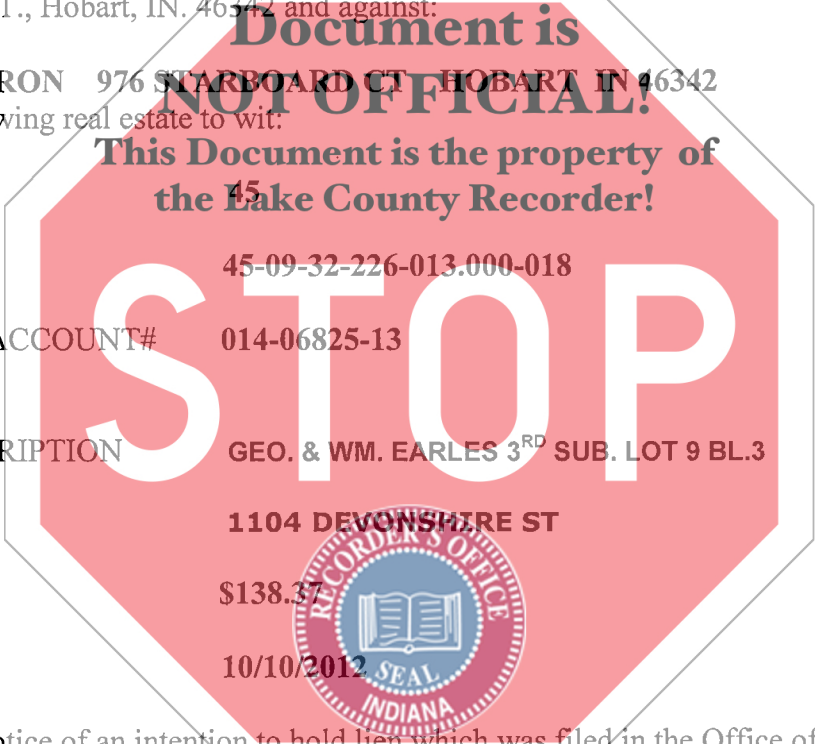 T., Hobart, IN. 46342 and against:
Document is
RON 976 STARBOARD CT HOBART IN 46342
NOT OFFICIAL!
wing real estate to wit:
This Document is the property of
45
the Lake County Recorder!
45-09-32-226-013.000-018
STOP
ACCOUNT# 014-06825-13
RIPTION GEO. & WM. EARLES 3RD SUB. LOT 9 BL.3
1104 DEVONSHIRE ST
$138.37
RECORDER'S OFFICE
10/10/2012
SEAL
INDIANA
otice of an intention to hold lien which was filed in the Office of